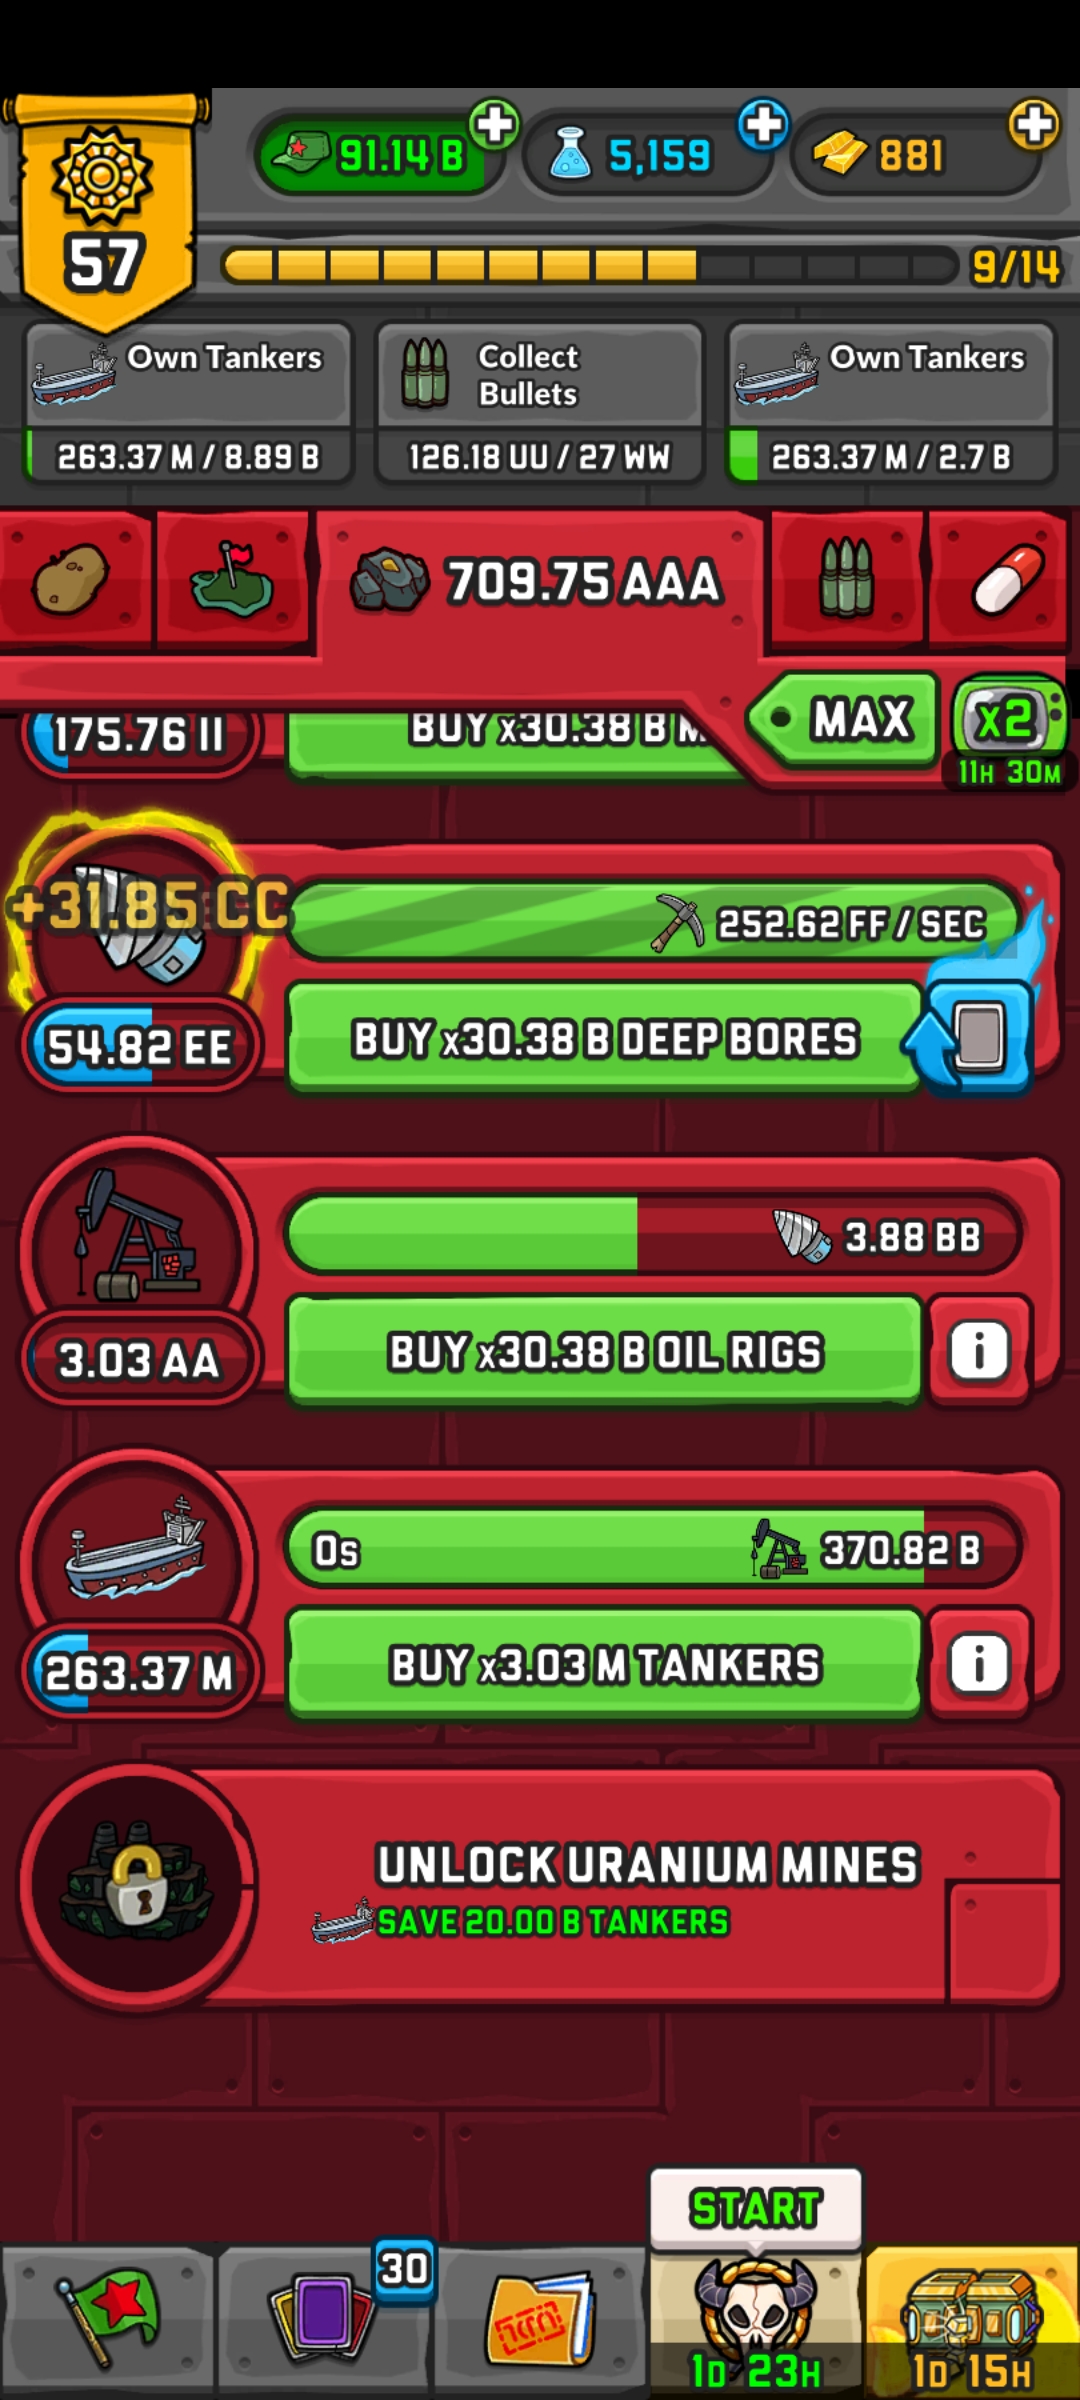 57
91.14 B
5,159
881
9/14
Own Tankers
263.37 M / 8.89 B
Collect
Bullets
126.18 UU / 27 WW
Own Tankers
263.37 M / 2.7 B
709.75 AAA
MAX
x2
11H 30M
175.76 II
BUY x30.38 B
+31.85 CC
252.62 FF / SEC
54.82 EE
BUY x30.38 B DEEP BORES
3.88 BB
3.03 AA
BUY x30.38 B OIL RIGS
i
0s
370.82 B
263.37 M
BUY x3.03 M TANKERS
i
UNLOCK URANIUM MINES
SAVE 20.00 B TANKERS
START
30
1D 23H
1D 15H